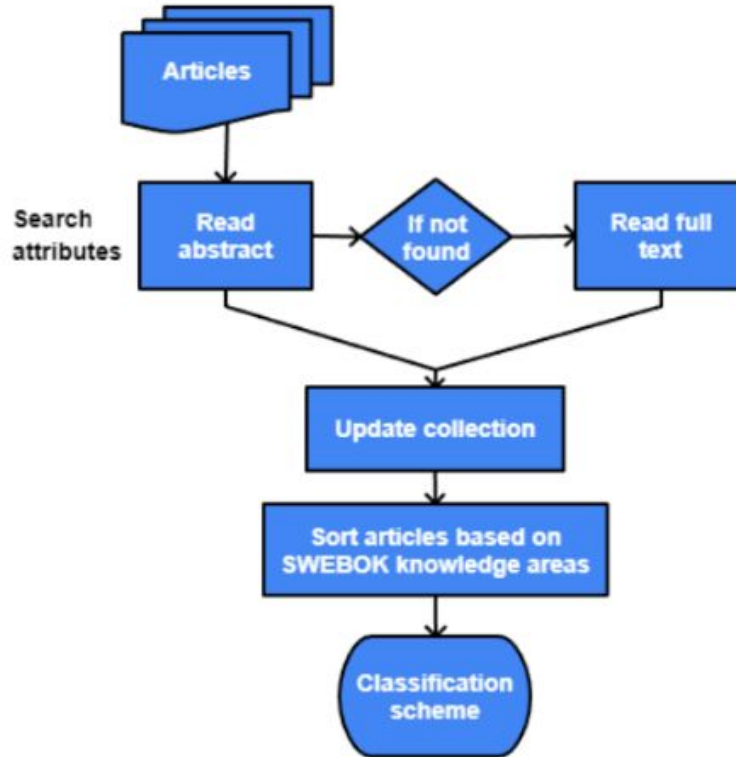 Articles
Search
attributes
Read
abstract
If not
found
Read full
text
Update collection
Sort articles based on
SWEBOK knowledge areas
Classification
scheme